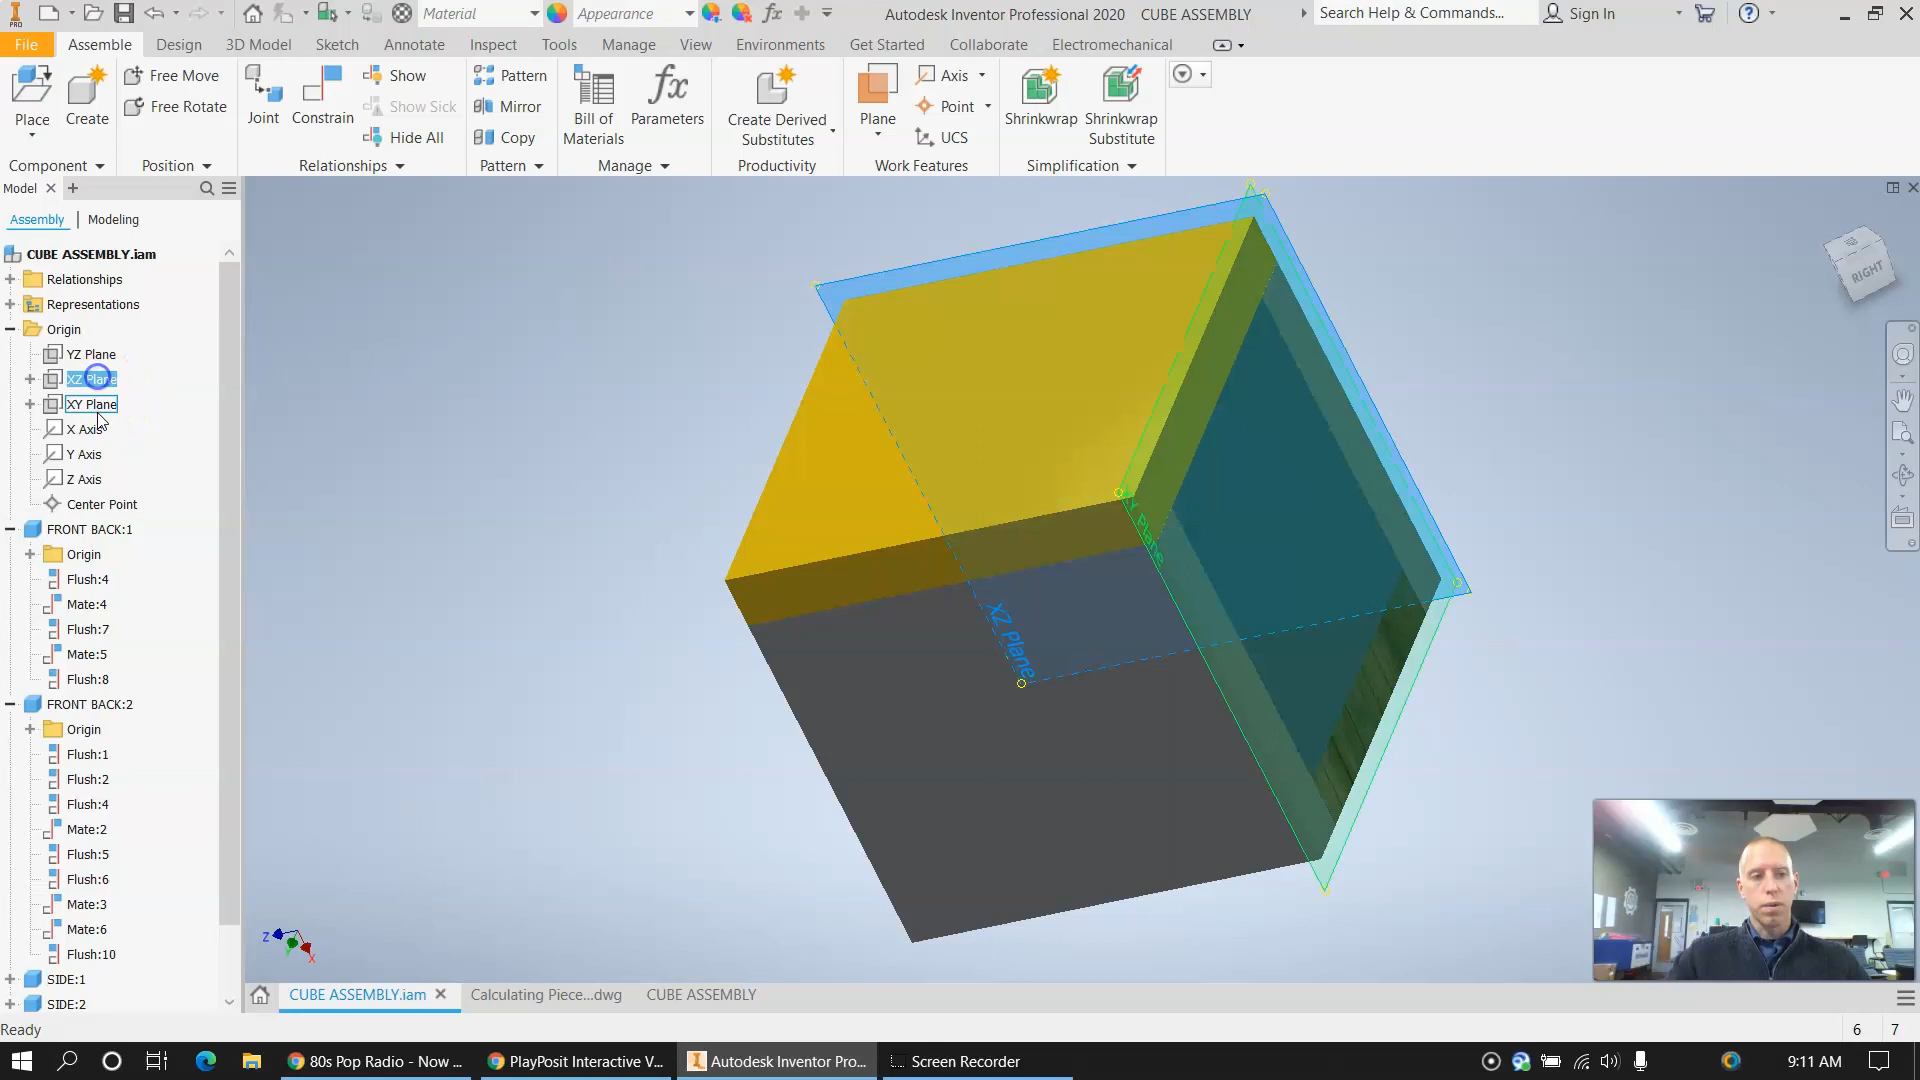 PRO
Material
Appearance
Autodesk Inventor Professional 2020 CUBE ASSEMBLY
Search Help & Commands...
Sign In
File
Assemble
Design
3D Model
Sketch
Annotate
Inspect
Tools
Manage
View
Environments
Get Started
Collaborate
Electromechanical
Place
Create
Free Move
Free Rotate
Joint
Constrain
Show
Show Sick
Hide All
Pattern
Mirror
Copy
Bill of
Materials
Parameters
Create Derived
Substitutes
Plane
Axis
Point
UCS
Shrinkwrap
Shrinkwrap
Substitute
Component
Position
Relationships
Pattern
Manage
Productivity
Work Features
Simplification
Model
Assembly
Modeling
CUBE ASSEMBLY.iam
Relationships
Representations
Origin
YZ Plane
XZ Plane
XY Plane
X Axis
Y Axis
Z Axis
Center Point
FRONT BACK:1
Origin
Flush:4
Mate:4
Flush:7
Mate:5
Flush:8
FRONT BACK:2
Origin
Flush:1
Flush:2
Flush:4
Mate:2
Flush:5
Flush:6
Mate:3
Mate:6
Flush:10
SIDE:1
SIDE:2
RIGHT
XY Plane
XZ Plane
Z
X
CUBE ASSEMBLY.iam
Calculating Piece...dwg
CUBE ASSEMBLY
Ready
6
7
80s Pop Radio - Now ...
PlayPosit Interactive V...
Autodesk Inventor Pro...
Screen Recorder
9:11 AM